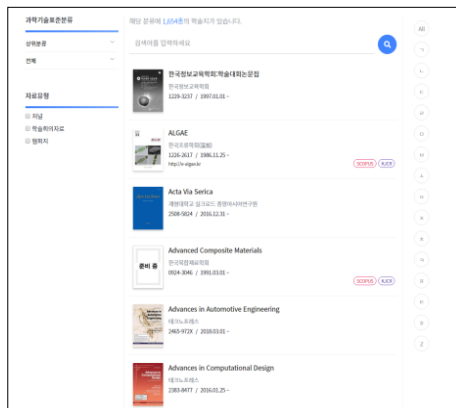 과학기술표준분류
상위분류
전체
자료유형
저널
학술회의자료
협회지
해당 분류에 1,654종의 학술지가 있습니다.
검색어를 입력하세요
한국정보교육학회:학술대회논문집
한국정보교육학회
1229-3237 / 1997.01.01 ~
ALGAE
한국조류학회(藻類)
1226-2617 / 1986.11.25 ~
http://e-algae.kr
SCOPUS KJCR
Acta Via Serica
계명대학교 실크로드 중앙아시아연구원
2508-5824 / 2016.12.31 ~
준비 중
Advanced Composite Materials
한국복합재료학회
0924-3046 / 1991.03.01 ~
SCOPUS KJCR
Advances in Automotive Engineering
테크노프레스
2465-972X / 2018.03.01 ~
Advances in Computational Design
테크노프레스
2383-8477 / 2016.01.25 ~
All
ㄱ
ㄴ
ㄷ
ㄹ
ㅁ
ㅂ
ㅅ
ㅇ
ㅈ
ㅊ
ㅋ
ㅌ
ㅍ
ㅎ
Z